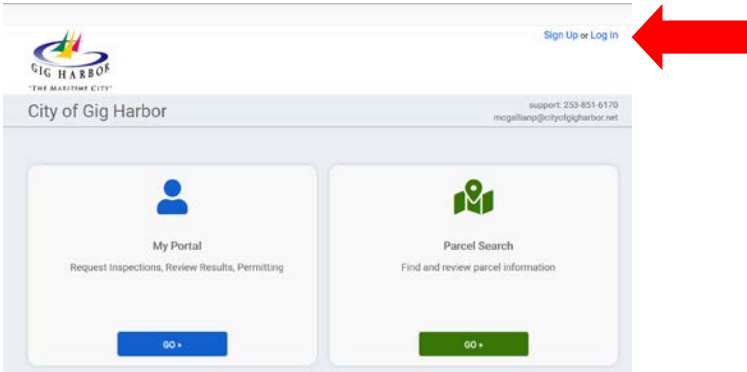 Sign Up or Log in
GIG HARBOR
"THE MARITIME CITY"
City of Gig Harbor
support: 253-851-6170
mcgallianp@cityofgigharbor.net
My Portal
Request Inspections, Review Results, Permitting
GO »
Parcel Search
Find and review parcel information
GO »